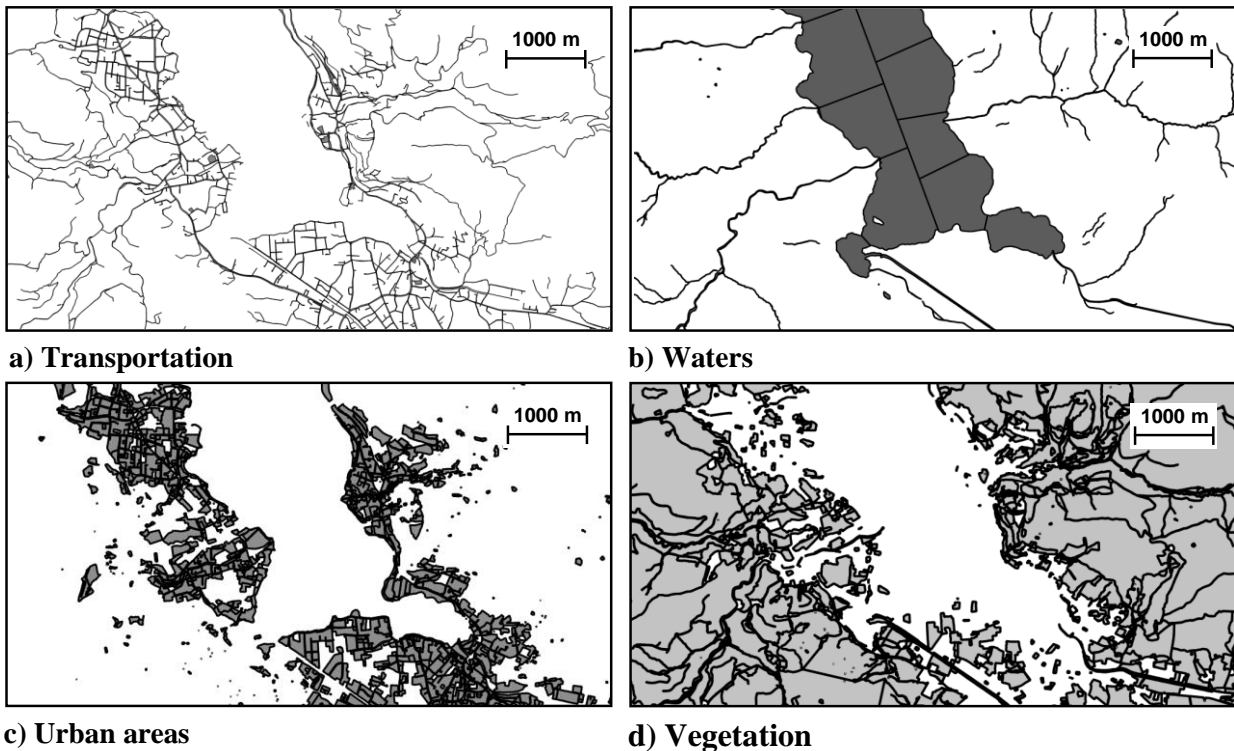 1000 m
1000 m
a) Transportation
b) Waters
1000 m
1000 m
c) Urban areas
d) Vegetation